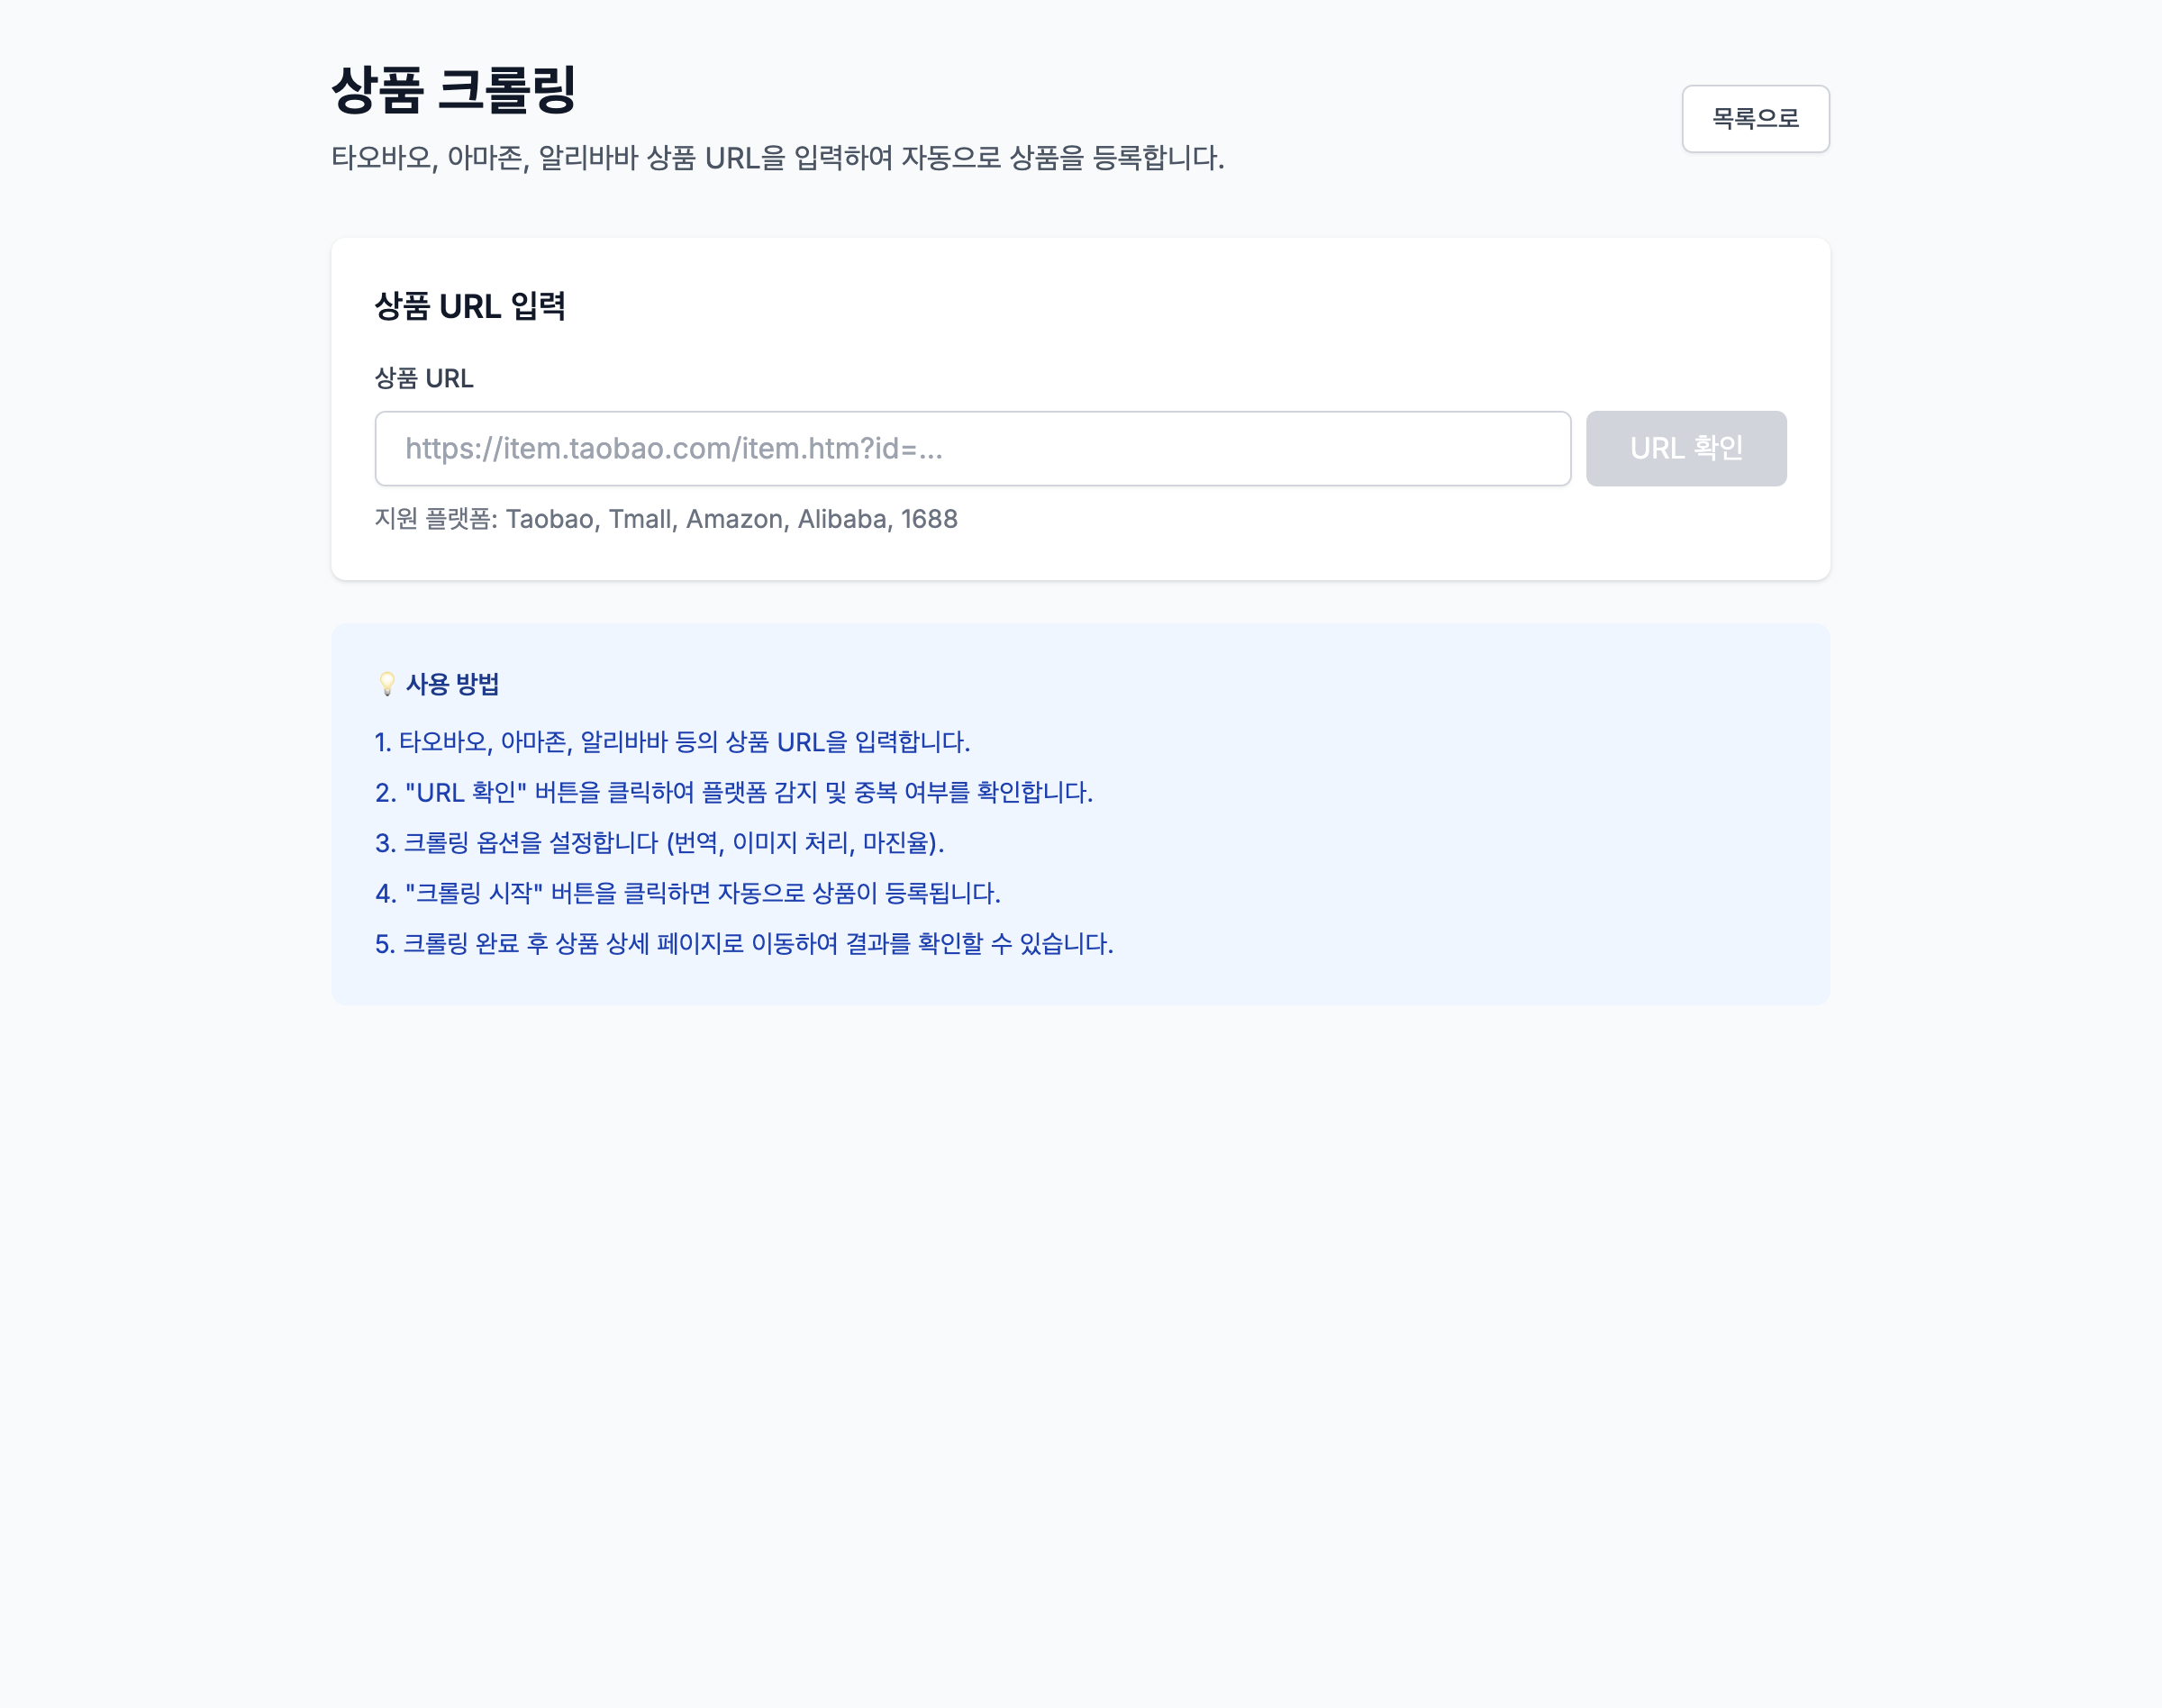 상품 크롤링
타오바오, 아마존, 알리바바 상품 URL을 입력하여 자동으로 상품을 등록합니다.
목록으로
상품 URL 입력
상품 URL
https://item.taobao.com/item.htm?id=...
URL 확인
지원 플랫폼: Taobao, Tmall, Amazon, Alibaba, 1688
💡 사용 방법
1. 타오바오, 아마존, 알리바바 등의 상품 URL을 입력합니다.
2. "URL 확인" 버튼을 클릭하여 플랫폼 감지 및 중복 여부를 확인합니다.
3. 크롤링 옵션을 설정합니다 (번역, 이미지 처리, 마진율).
4. "크롤링 시작" 버튼을 클릭하면 자동으로 상품이 등록됩니다.
5. 크롤링 완료 후 상품 상세 페이지로 이동하여 결과를 확인할 수 있습니다.